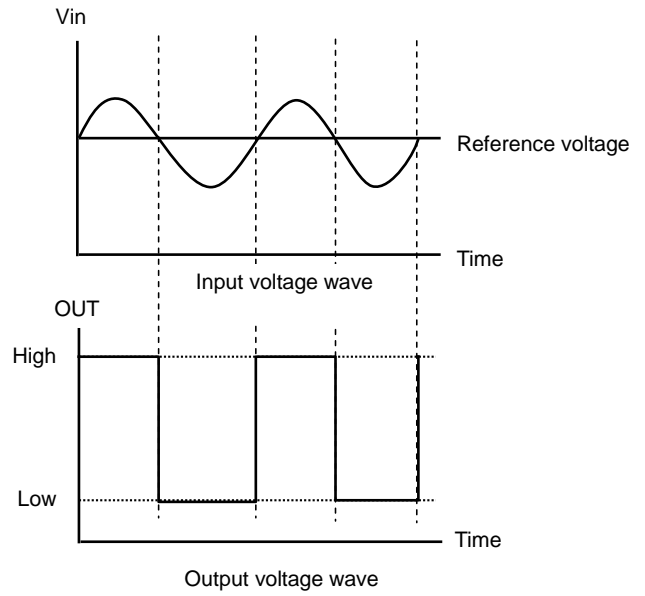 Vin
Reference voltage
Time
Input voltage wave
OUT
High
Low
Time
Output voltage wave